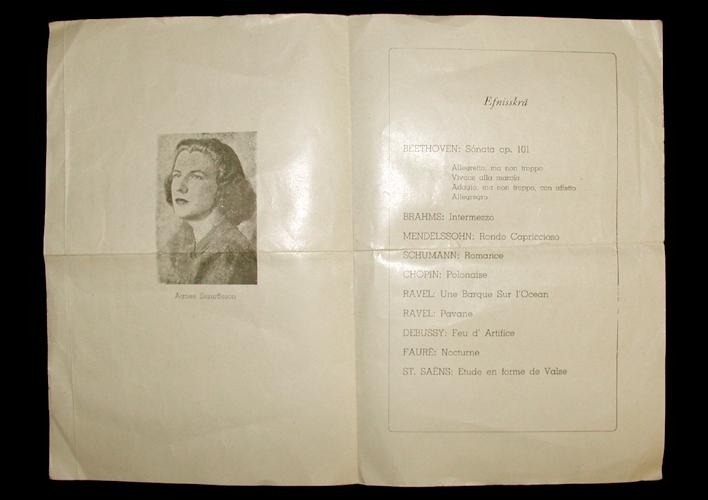 Agnes Sigurðsson
Efnisskrá
BEETHOVEN: Sónata op. 101
Allegretto, ma non troppo
Vivace alla marcia
Adagio, ma non troppo, con affetto
Allegregro
BRAHMS: Intermezzo
MENDELSSOHN: Rondo Capriccioso
SCHUMANN: Romance
CHOPIN: Polonaise
RAVEL: Une Barque Sur l'Ocean
RAVEL: Pavane
DEBUSSY: Feu d' Artifice
FAURÉ: Nocturne
ST. SAËNS: Etude en forme de Valse